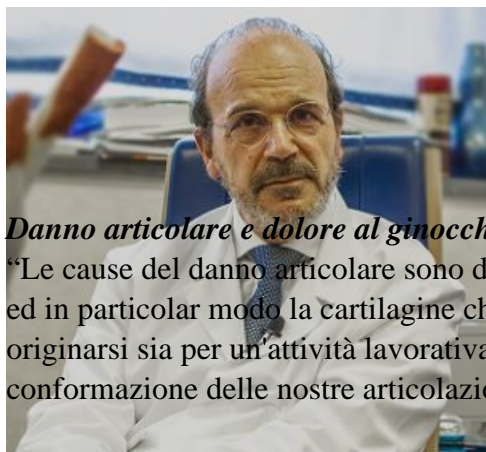 Danno articolare e dolore al ginocch
“Le cause del danno articolare sono d
ed in particolar modo la cartilagine ch
originarsi sia per un'attività lavorativa
conformazione delle nostre articolazio